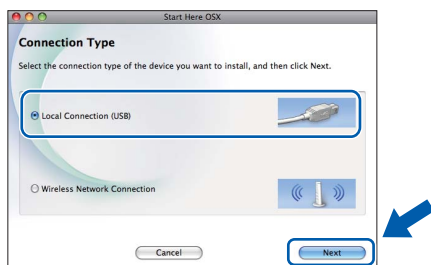 Start Here OSX
Connection Type
Select the connection type of the device you want to install, and then click Next.
Local Connection (USB)
Wireless Network Connection
Cancel
Next